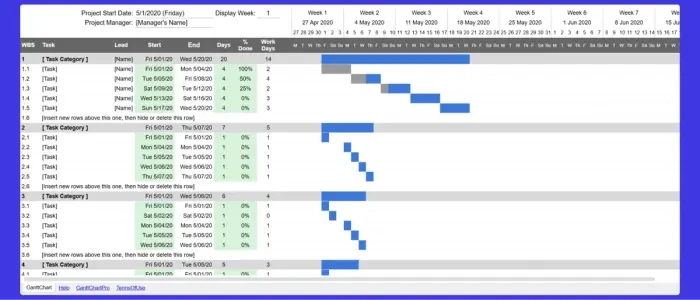 Project Start Date: 5/1/2020 (Friday) Display Week: 1 Week 1 Week 2 Week 3 Week 4 Week 5 Week 6 Week 7
Project Manager: [Manager's Name] 27 Apr 2020 4 May 2020 11 May 2020 18 May 2020 25 May 2020 1 Jun 2020 8 Jun 2020 15 Ju
WBS Task Lead Start End Days % Done Work Days
1 [ Task Category ] [Name] Fri 5/01/20 Wed 5/20/20 20 14
1.1 [Task] [Name] Fri 5/01/20 Mon 5/04/20 4 100% 2
1.2 [Task] [Name] Tue 5/05/20 Fri 5/08/20 4 50% 4
1.3 [Task] [Name] Sat 5/09/20 Tue 5/12/20 4 25% 2
1.4 [Task] [Name] Wed 5/13/20 Sat 5/16/20 4 0% 3
1.5 [Task] [Name] Sun 5/17/20 Wed 5/20/20 4 0% 3
1.6 [Insert new rows above this one, then hide or delete this row]
2 [ Task Category ] Fri 5/01/20 Thu 5/07/20 7 5
2.1 [Task] Fri 5/01/20 Fri 5/01/20 1 0% 1
2.2 [Task] Mon 5/04/20 Mon 5/04/20 1 0% 1
2.3 [Task] Tue 5/05/20 Tue 5/05/20 1 0% 1
2.4 [Task] Wed 5/06/20 Wed 5/06/20 1 0% 1
2.5 [Task] Thu 5/07/20 Thu 5/07/20 1 0% 1
2.6 [Insert new rows above this one, then hide or delete this row]
3 [ Task Category ] Fri 5/01/20 Wed 5/06/20 6 4
3.1 [Task] Fri 5/01/20 Fri 5/01/20 1 0% 1
3.2 [Task] Sat 5/02/20 Sat 5/02/20 1 0% 0
3.3 [Task] Mon 5/04/20 Mon 5/04/20 1 0% 1
3.4 [Task] Tue 5/05/20 Tue 5/05/20 1 0% 1
3.5 [Task] Wed 5/06/20 Wed 5/06/20 1 0% 1
3.6 [Insert new rows above this one, then hide or delete this row]
4 [ Task Category ] Fri 5/01/20 Tue 5/05/20 5 3
4.1 [Task] Fri 5/01/20 Fri 5/01/20 1 0% 1
GanttChart Help GanttChartPro TermsOfUse